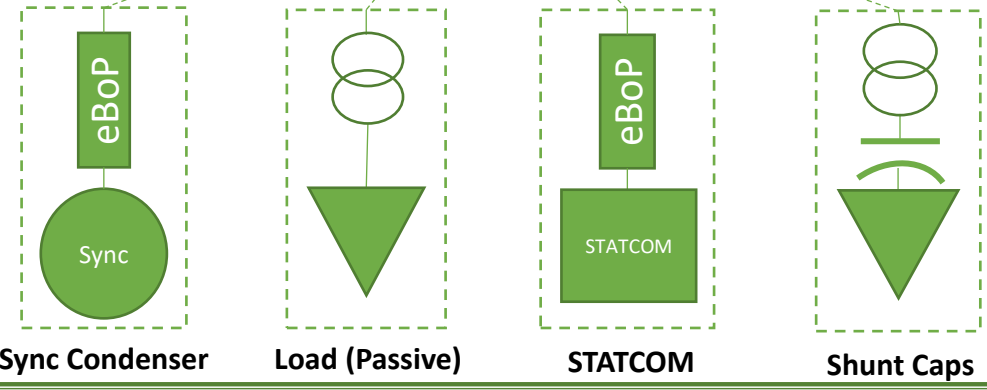 eBoP
eBoP
Sync
STATCOM
Sync Condenser
Load (Passive)
STATCOM
Shunt Caps